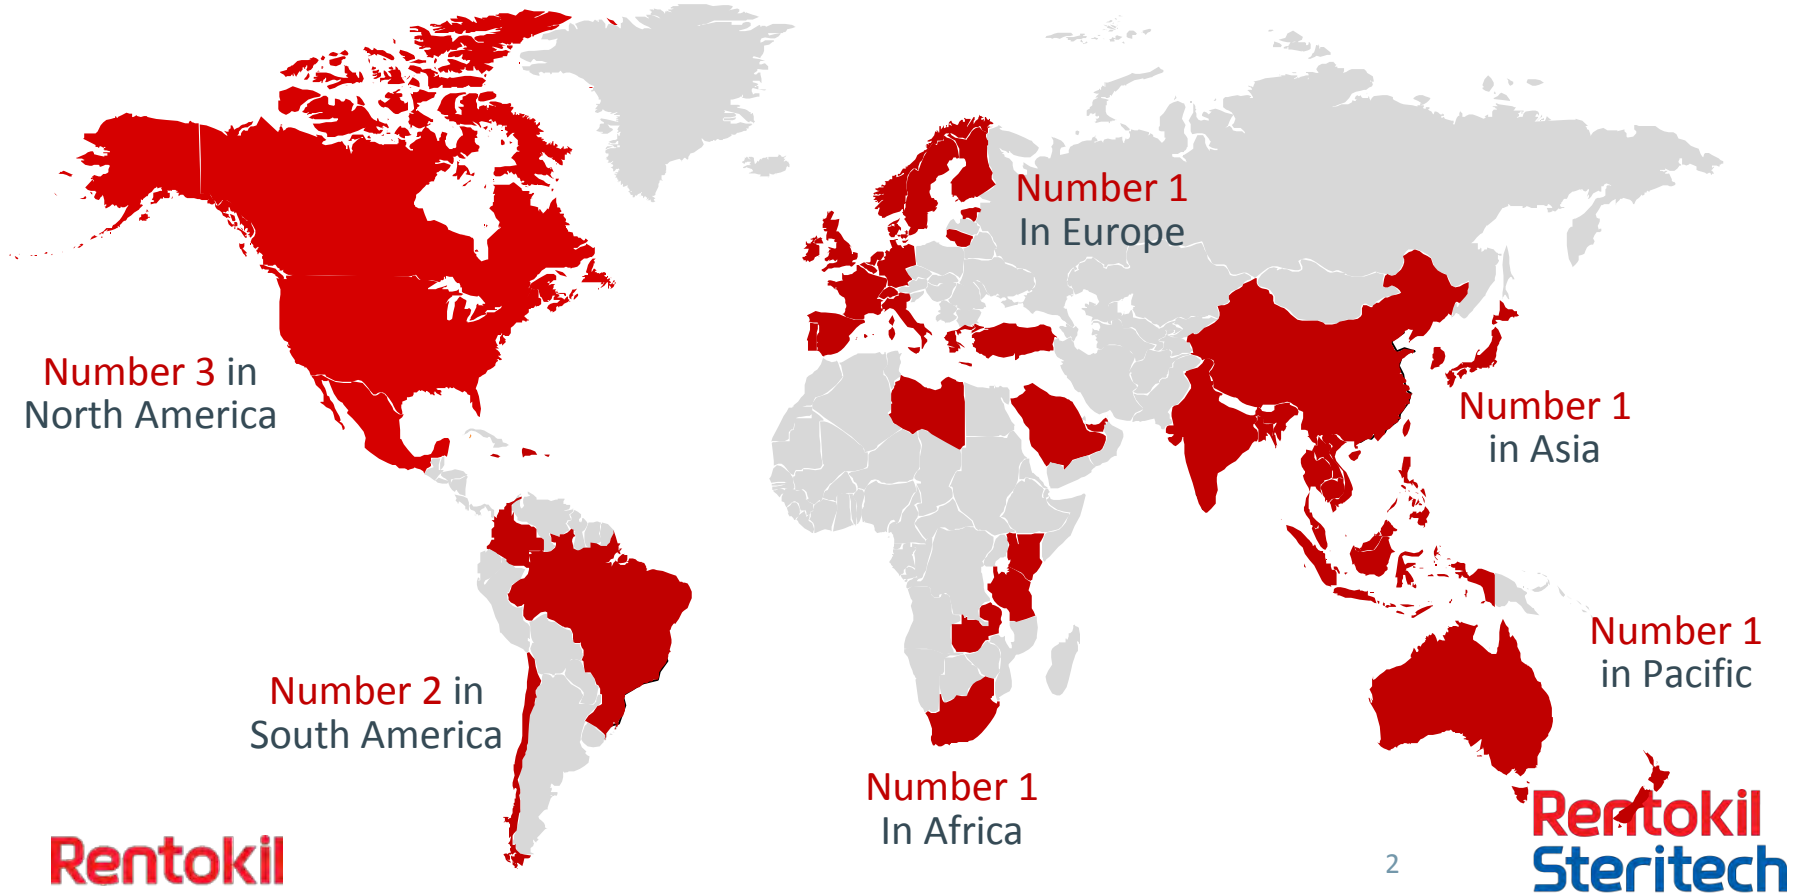 Number 1
In Europe
Number 3 in
North America
Number 1
in Asia
Number 1
in Pacific
Number 2 in
South America
Number 1
In Africa
Rentokil
2
Rentokil
Steritech